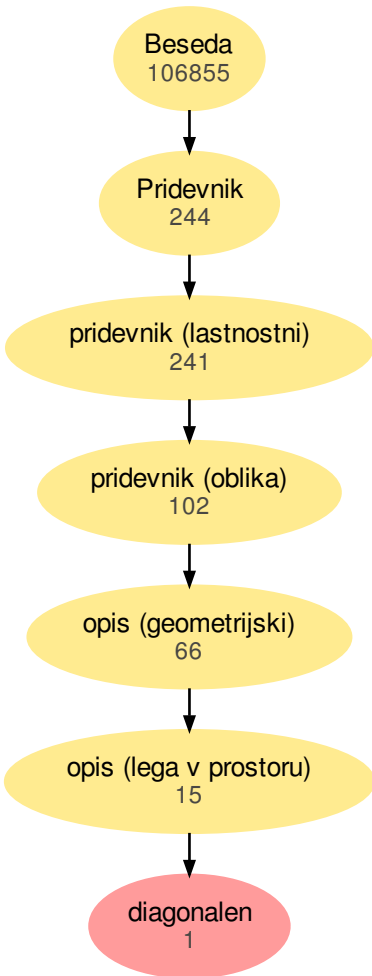 Beseda
106855
Pridevnik
244
pridevnik (lastnostni)
241
pridevnik (oblika)
102
opis (geometrijski)
66
opis (lega v prostoru)
15
diagonalen
1